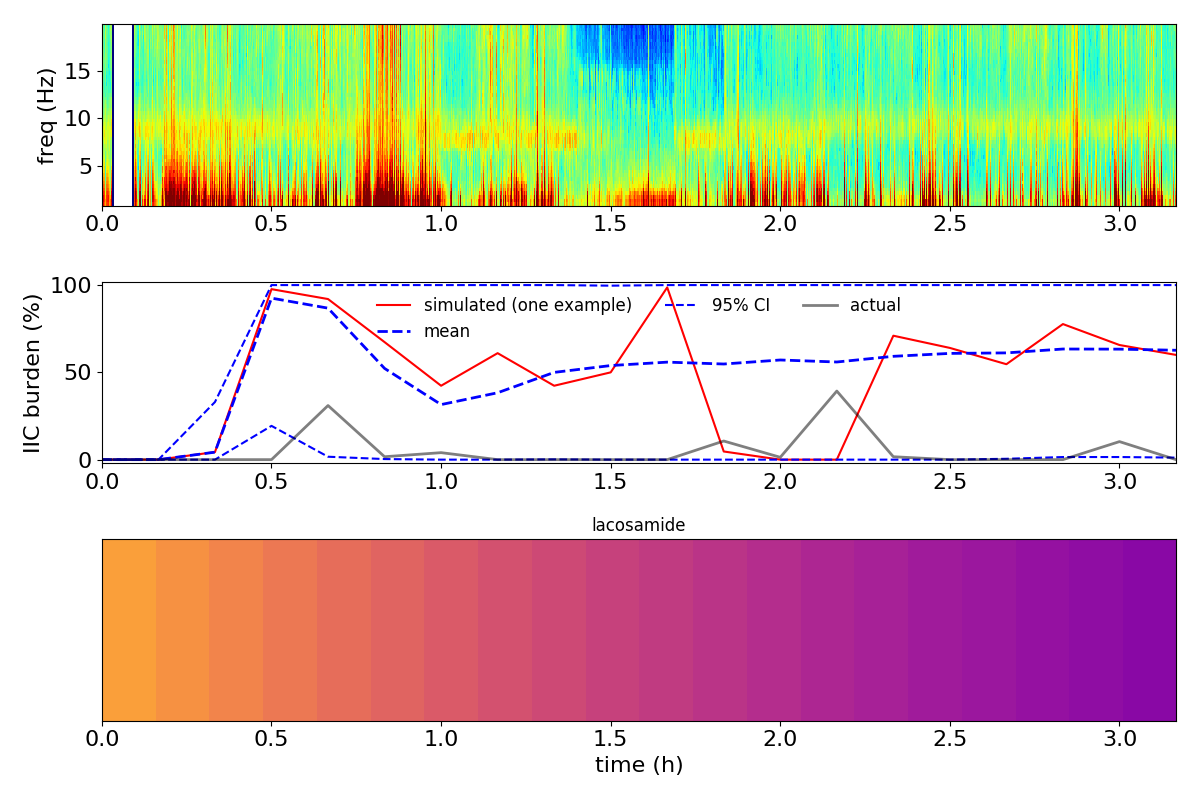 freq (Hz)
15
10
5
0.0 0.5 1.0 1.5 2.0 2.5 3.0
IIC burden (%)
100
50
0
simulated (one example)
mean
95% CI
actual
0.0 0.5 1.0 1.5 2.0 2.5 3.0
lacosamide
0.0 0.5 1.0 1.5 2.0 2.5 3.0
time (h)